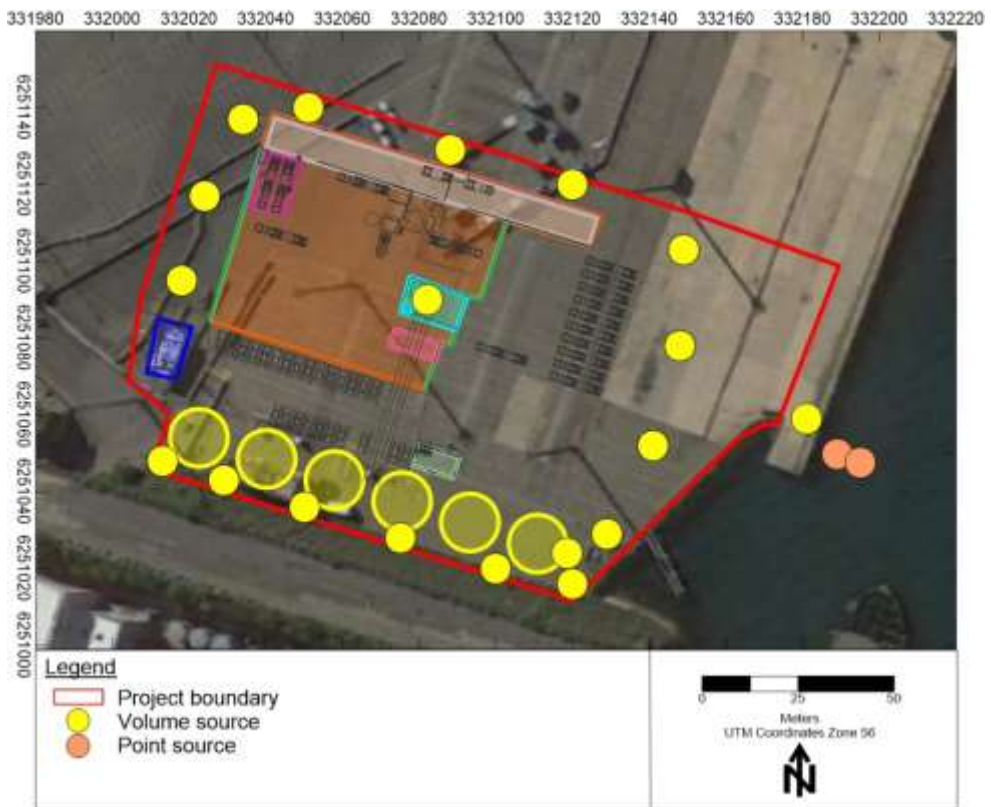 331980 332000 332020 332040 332060 332080 332100 332120 332140 332160 332180 332200 332220
6251140
6251120
6251100
6251080
6251060
6251040
6251020
6251000
Legend
Project boundary
Volume source
Point source
0 25 50
Meters
UTM Coordinates Zone 56
N